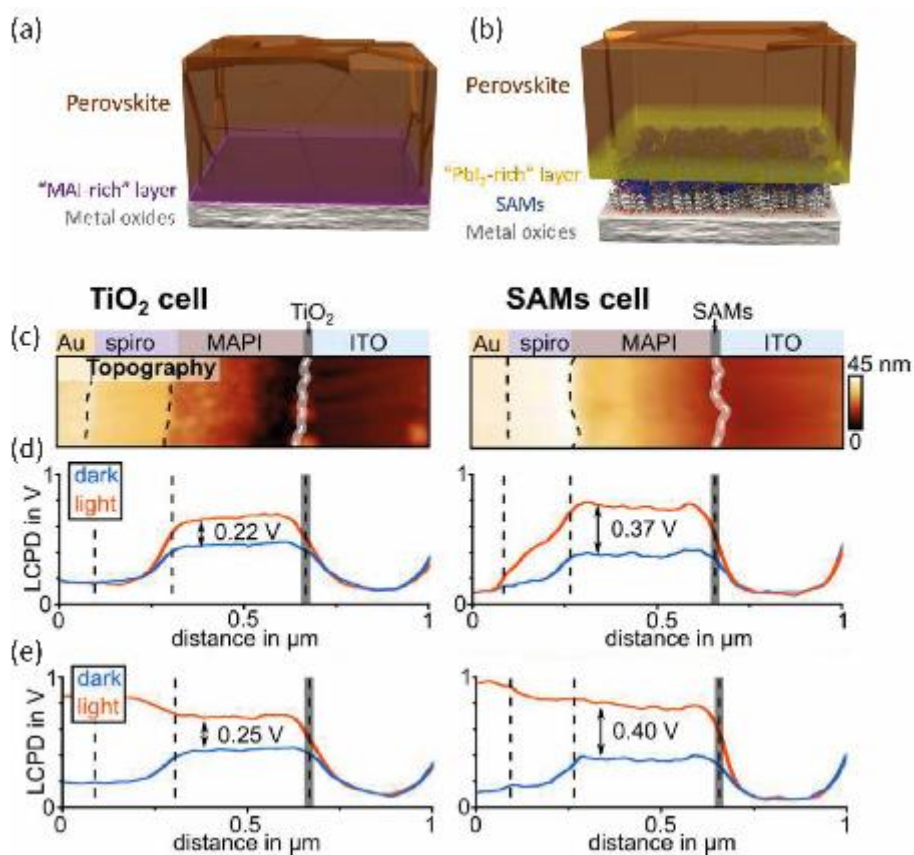 (a)
Perovskite
"MAI-rich" layer
Metal oxides
(b)
Perovskite
"PbI₂-rich" layer
SAMs
Metal oxides
TiO₂ cell
SAMs cell
(c)
TiO₂
Au spiro MAPI ITO
Topography
SAMs
Au spiro MAPI ITO
45 nm
0
(d)
LCPD in V
1
0
dark
light
0.22 V
0 0.5 1
distance in µm
1
0
0.37 V
0 0.5 1
distance in µm
(e)
LCPD in V
1
0
dark
light
0.25 V
0 0.5 1
distance in µm
1
0
0.40 V
0 0.5 1
distance in µm